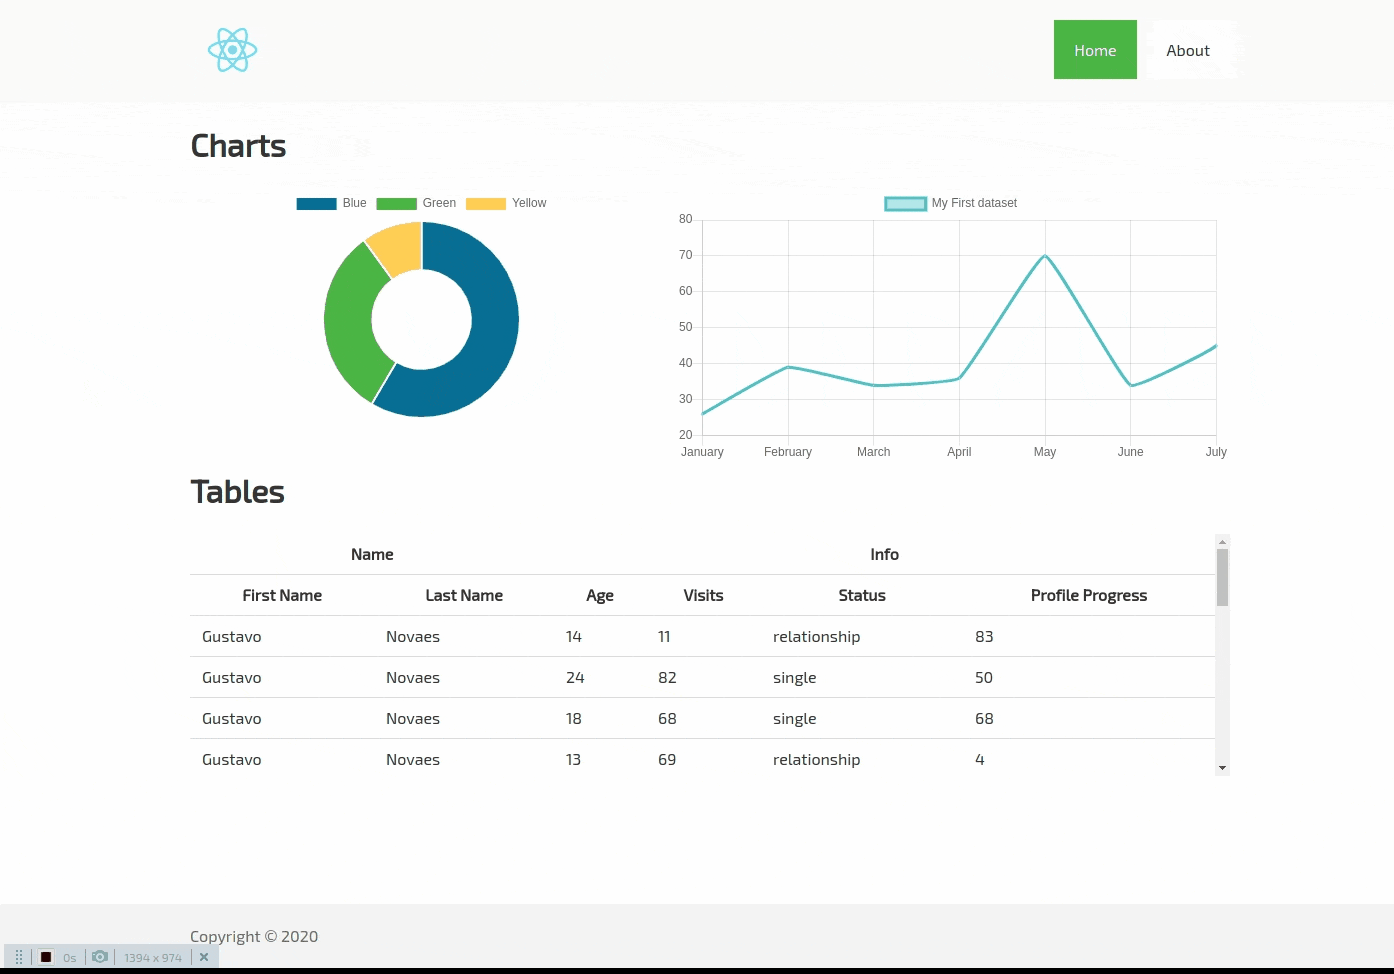 Home About
Charts
Blue Green Yellow
My First dataset
80
70
60
50
40
30
20
January February March April May June July
Tables
Name Info
First Name Last Name Age Visits Status Profile Progress
Gustavo Novaes 14 11 relationship 83
Gustavo Novaes 24 82 single 50
Gustavo Novaes 18 68 single 68
Gustavo Novaes 13 69 relationship 4
Copyright © 2020
0s 1394 x 974